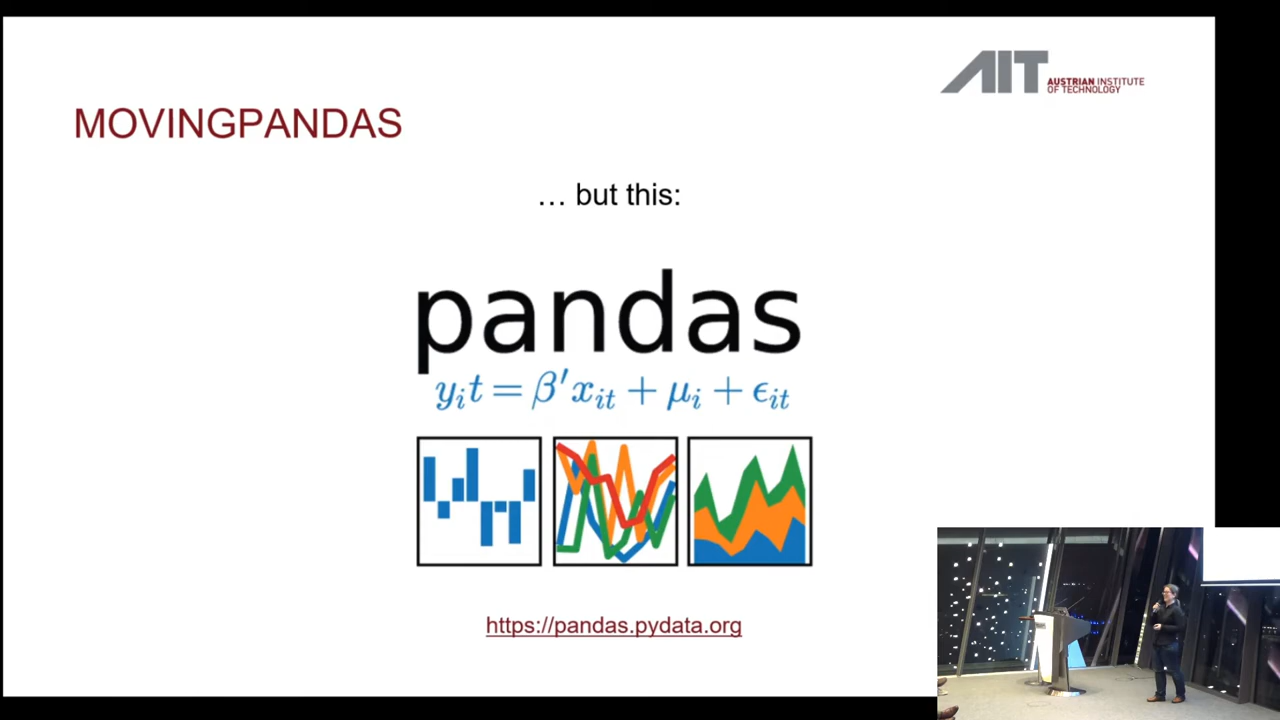 AIT AUSTRIAN INSTITUTE
OF TECHNOLOGY
MOVINGPANDAS
… but this:
pandas
yᵢt = β′xᵢₜ + μᵢ + ϵᵢₜ
https://pandas.pydata.org